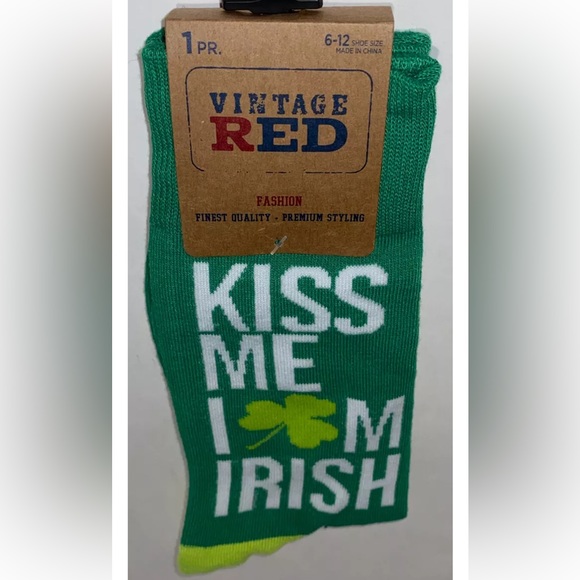 1 PR.
6-12 SHOE SIZE
MADE IN CHINA
VINTAGE
RED
FASHION
FINEST QUALITY - PREMIUM STYLING
KISS
ME
I M
IRISH